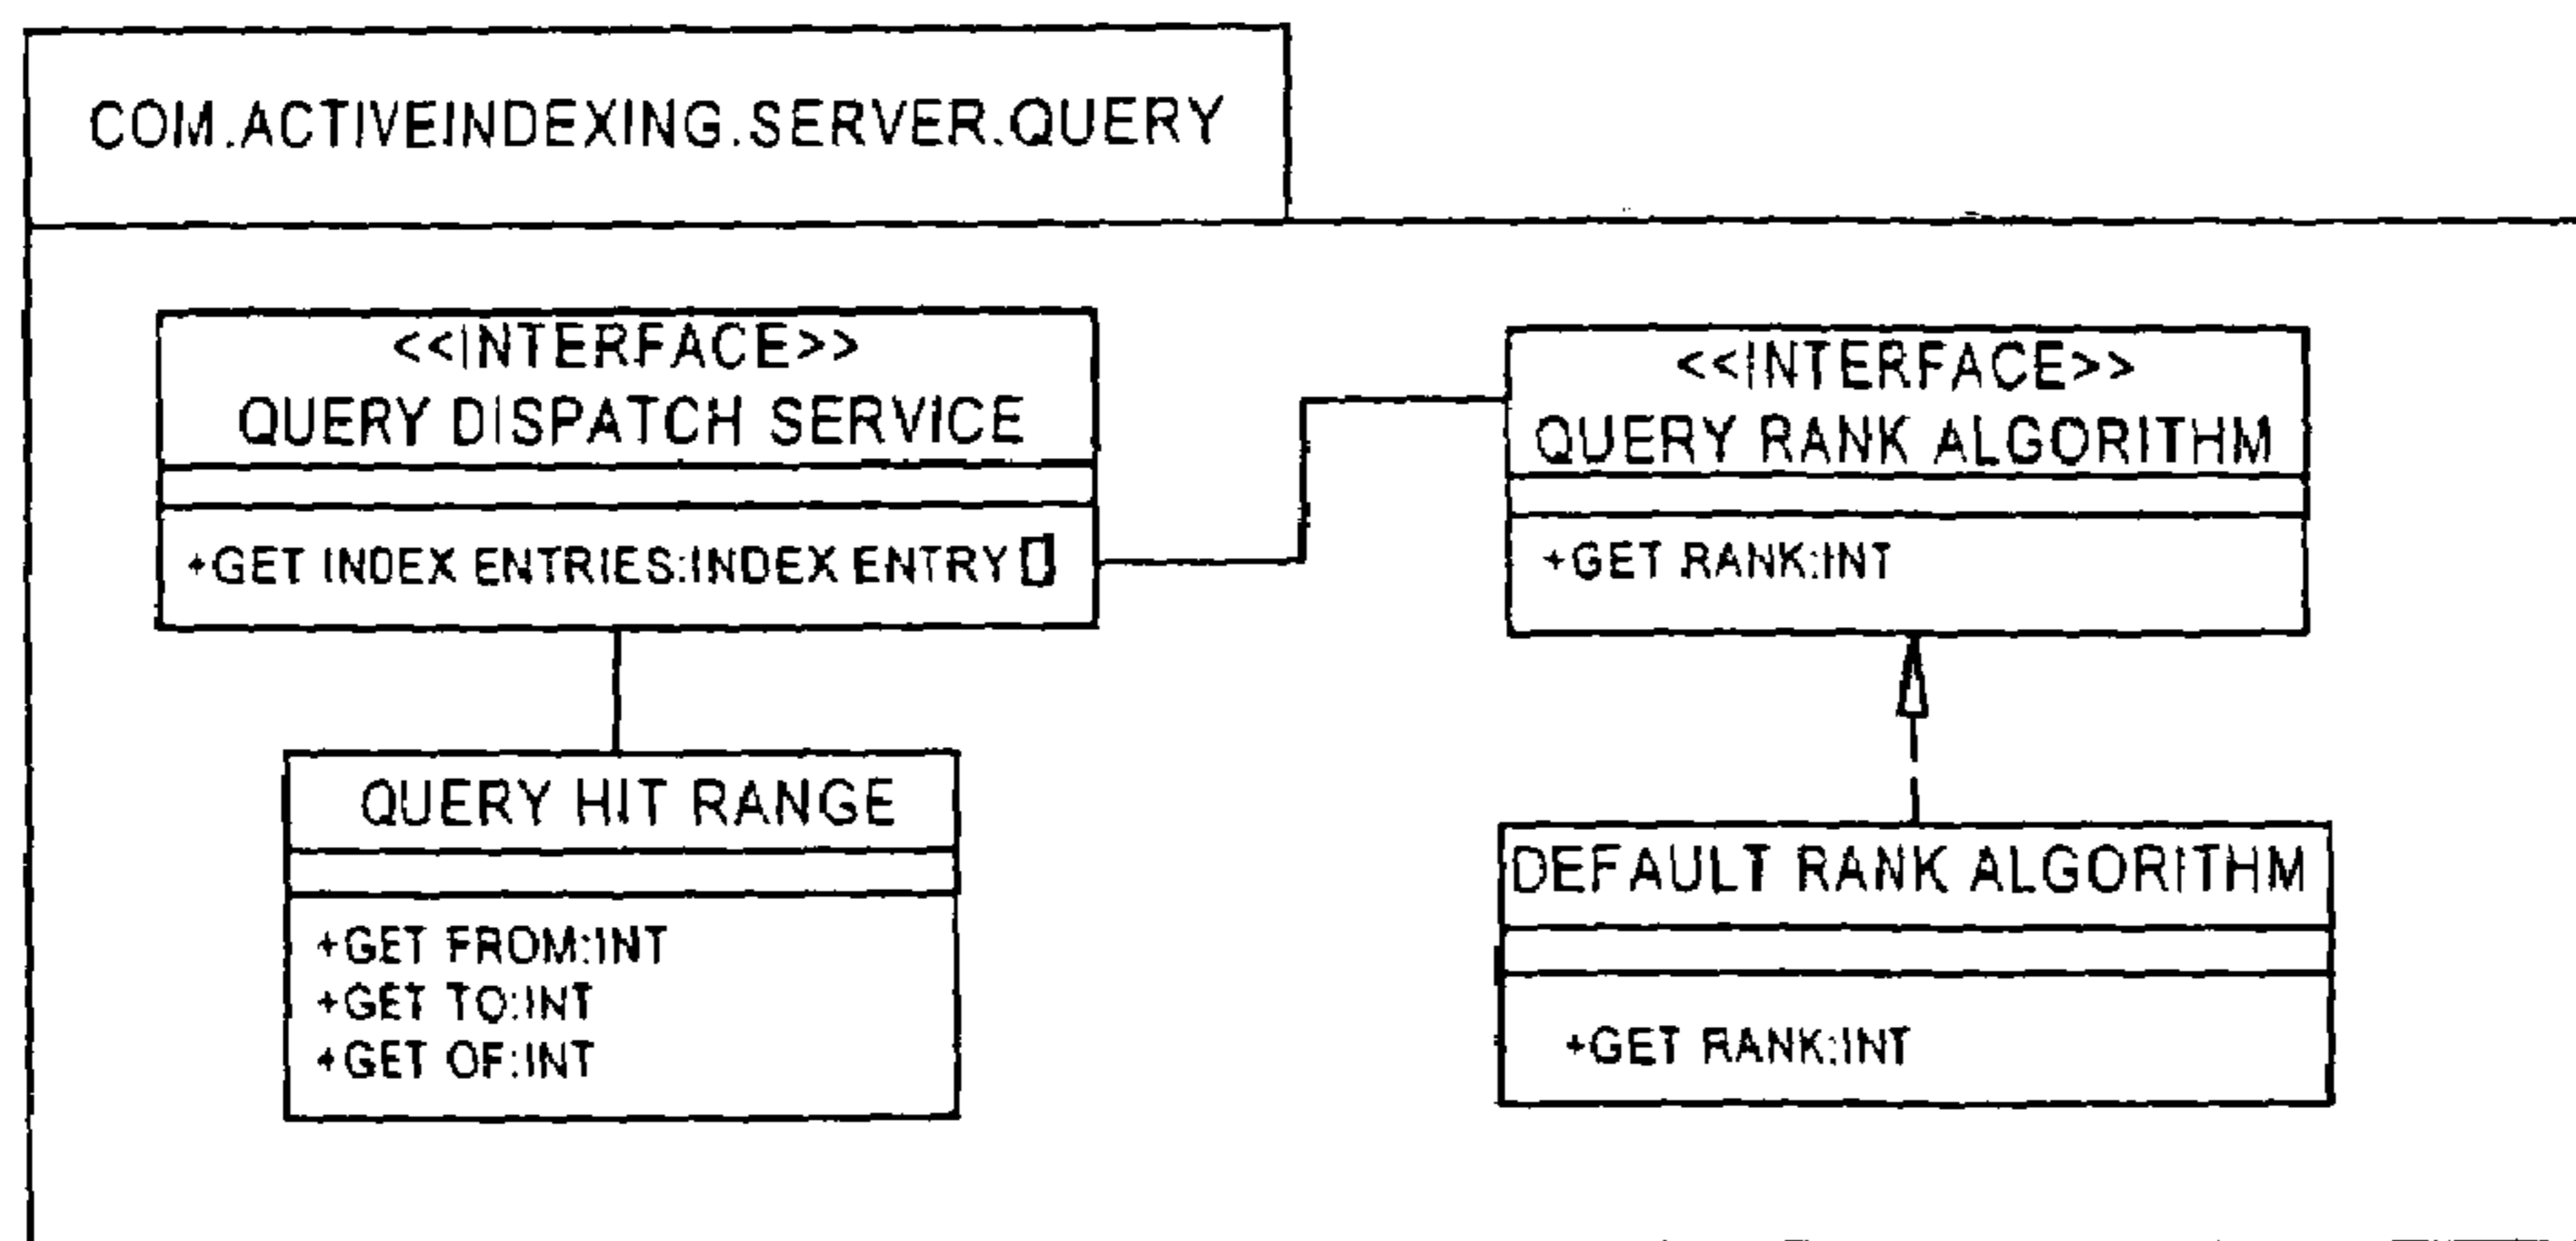 COM.ACTIVEINDEXING.SERVER.QUERY
<<INTERFACE>>
QUERY DISPATCH SERVICE
+GET INDEX ENTRIES:INDEX ENTRY []
<<INTERFACE>>
QUERY RANK ALGORITHM
+GET RANK:INT
QUERY HIT RANGE
+GET FROM:INT
+GET TO:INT
+GET OF:INT
DEFAULT RANK ALGORITHM
+GET RANK:INT